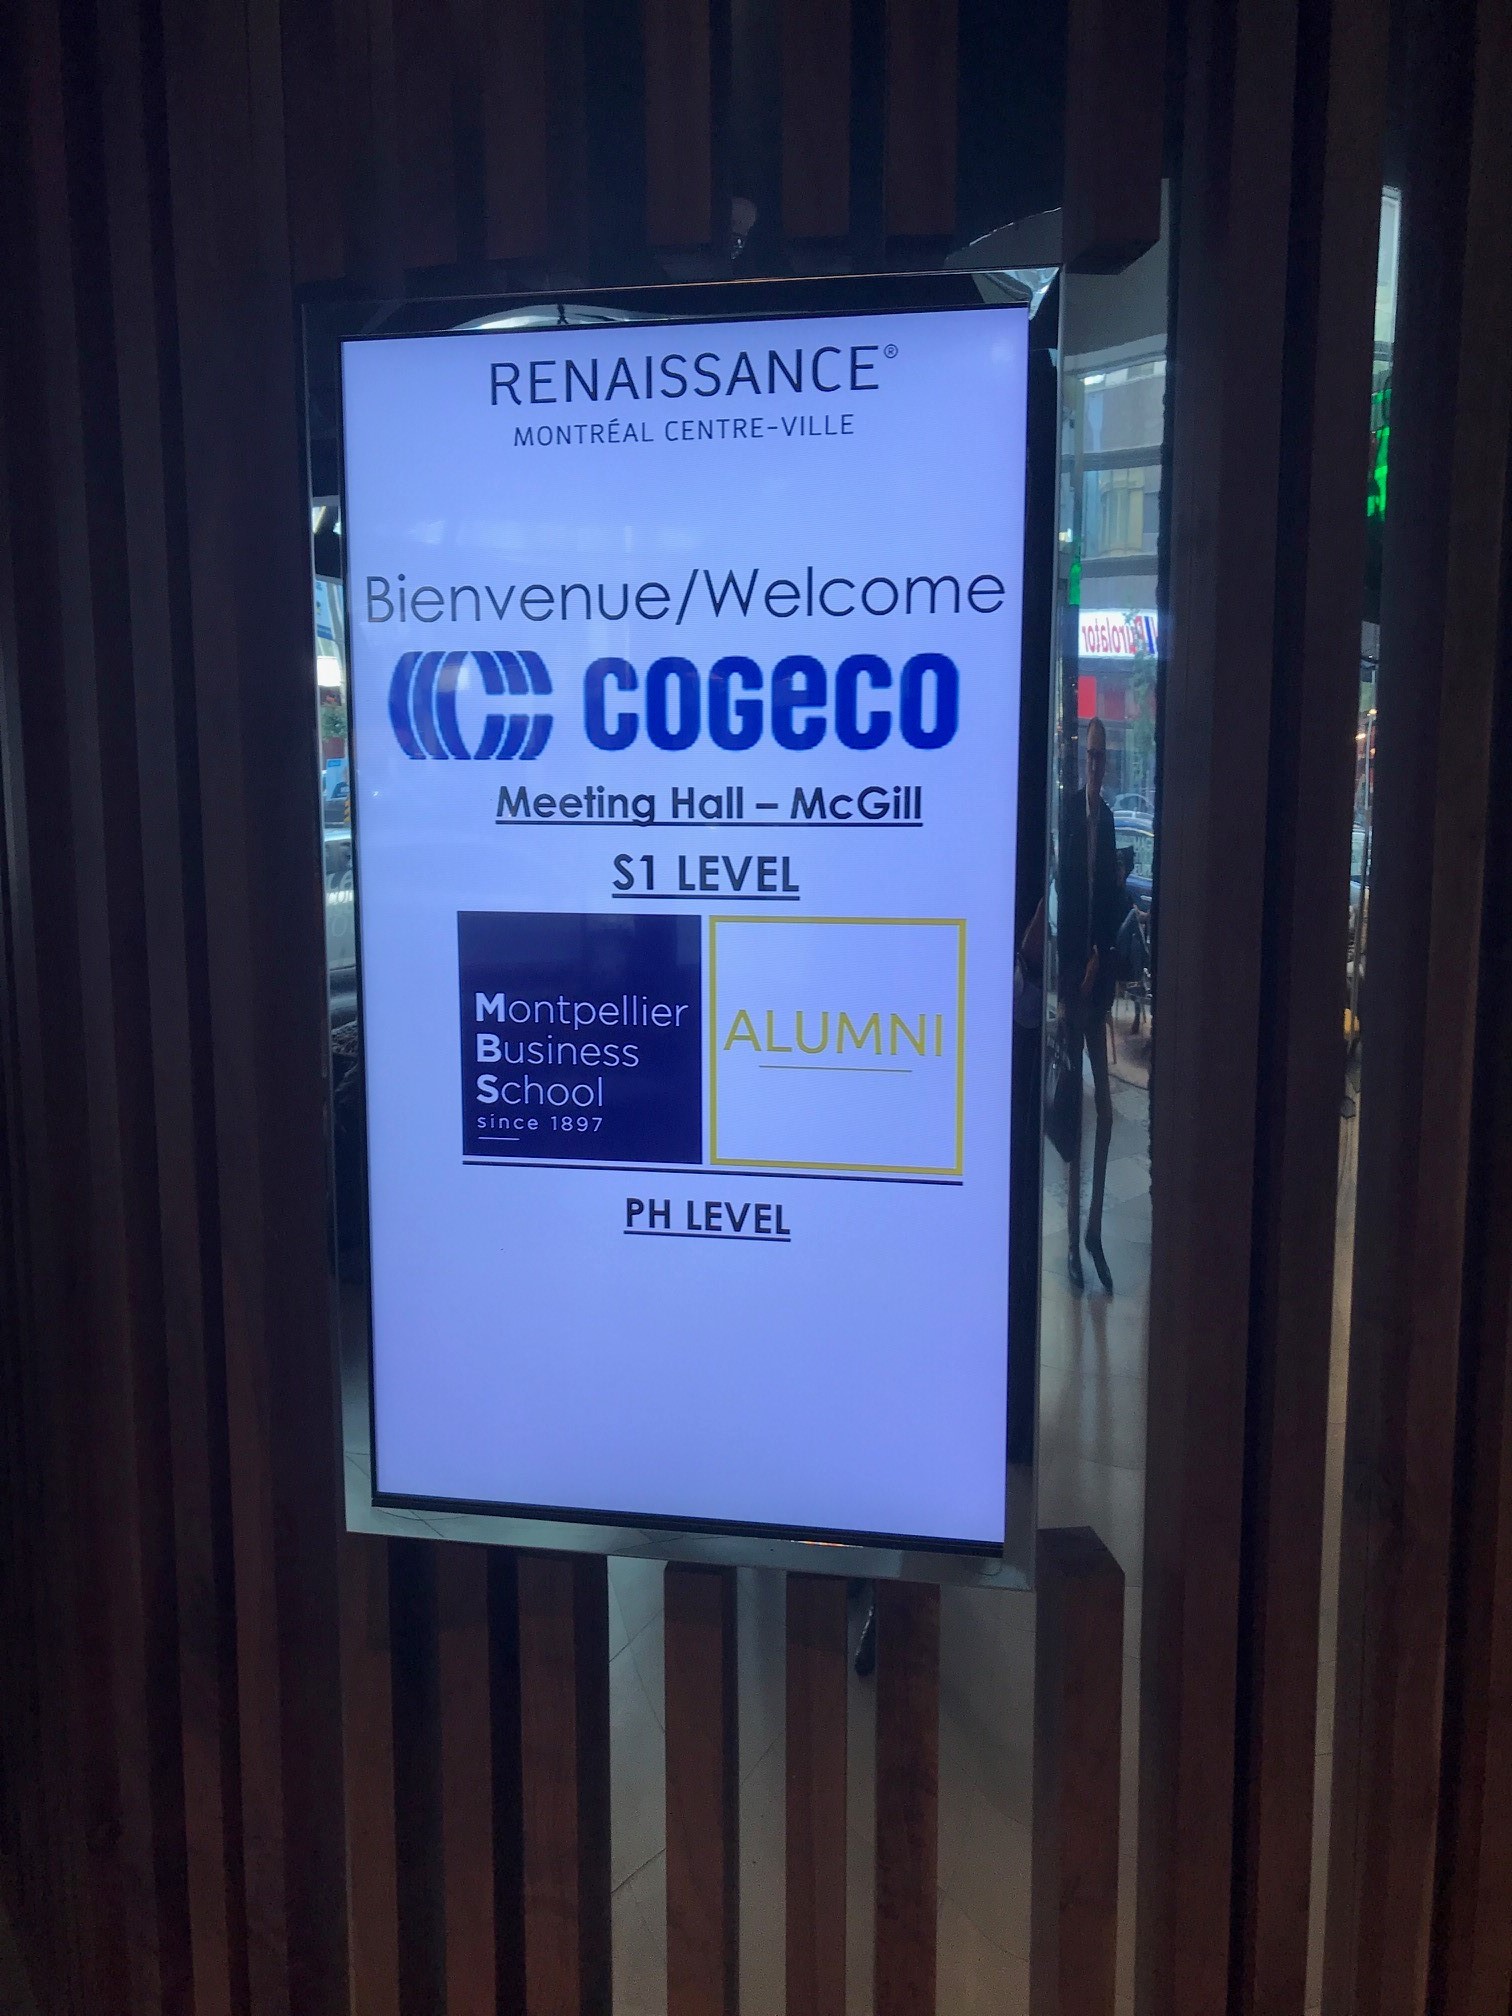 RENAISSANCE®
MONTRÉAL CENTRE-VILLE
Bienvenue/Welcome
COGECO
Meeting Hall – McGill
S1 LEVEL
Montpellier
Business
School
since 1897
ALUMNI
PH LEVEL
Purolator